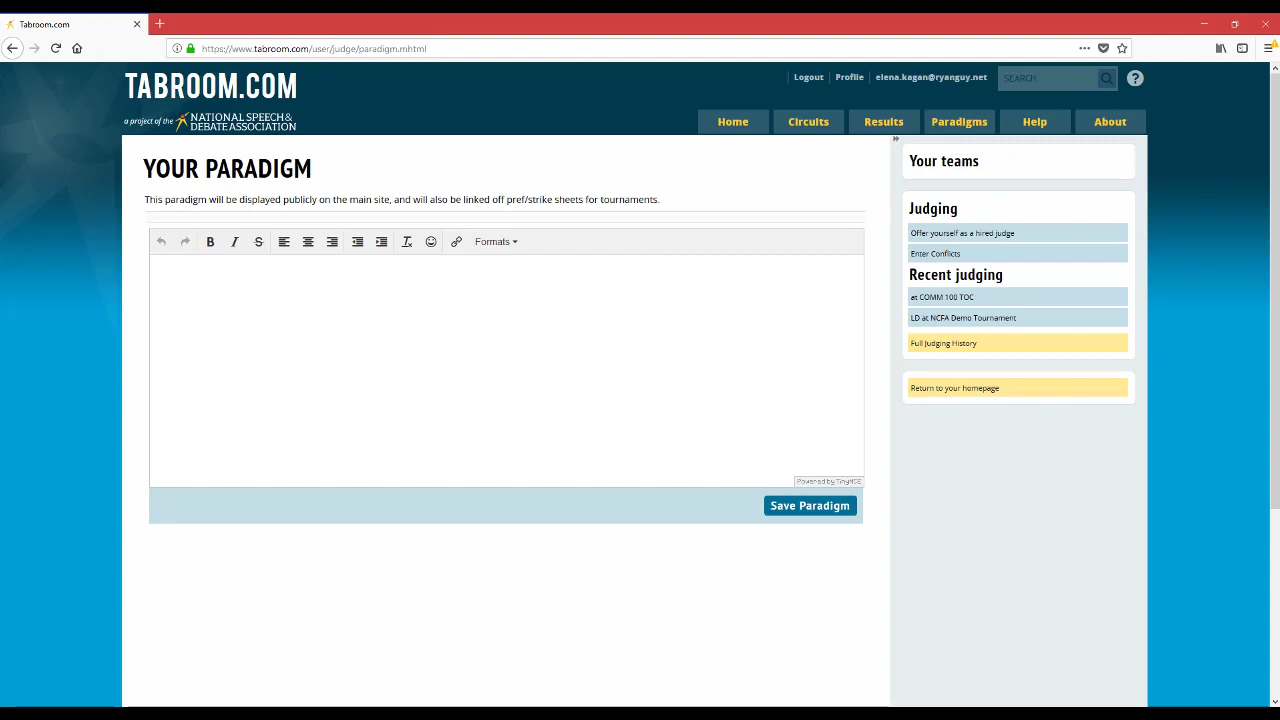 Tabroom.com
https://www.tabroom.com/user/judge/paradigm.mhtml
TABROOM.COM
a project of the NATIONAL SPEECH & DEBATE ASSOCIATION
Logout
Profile
elena.kagan@ryanguy.net
SEARCH
?
Home
Circuits
Results
Paradigms
Help
About
YOUR PARADIGM
This paradigm will be displayed publicly on the main site, and will also be linked off pref/strike sheets for tournaments.
B
I
S
Formats
Powered by TinyMCE
Save Paradigm
Your teams
Judging
Offer yourself as a hired judge
Enter Conflicts
Recent judging
at COMM 100 TOC
LD at NCFA Demo Tournament
Full Judging History
Return to your homepage